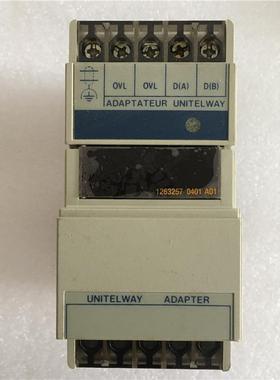 OVL OVL D(A) D(B)
ADAPTATEUR UNITELWAY
1263257 0401 A01
UNITELWAY ADAPTER